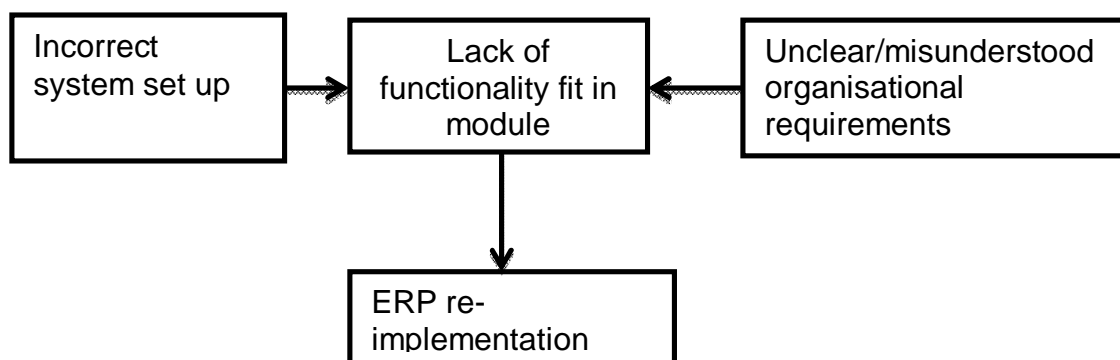 Incorrect
system set up
Lack of
functionality fit in
module
Unclear/misunderstood
organisational
requirements
ERP re-
implementation